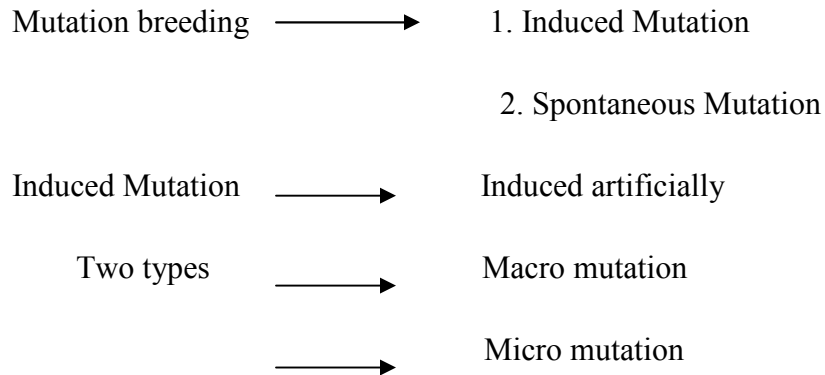 Mutation breeding 1. Induced Mutation
2. Spontaneous Mutation
Induced Mutation Induced artificially
Two types Macro mutation
Micro mutation